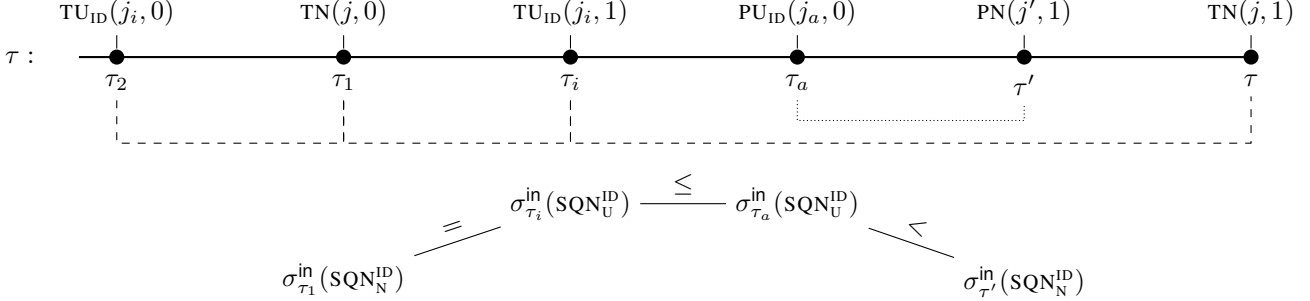 TU_ID(j_i, 0) TN(j, 0) TU_ID(j_i, 1) PU_ID(j_a, 0) PN(j′, 1) TN(j, 1)
τ :
τ_2 τ_1 τ_i τ_a τ′ τ
σ^in_{τ_i}(SQN^ID_U) ≤ σ^in_{τ_a}(SQN^ID_U)
= <
σ^in_{τ_1}(SQN^ID_N) σ^in_{τ′}(SQN^ID_N)